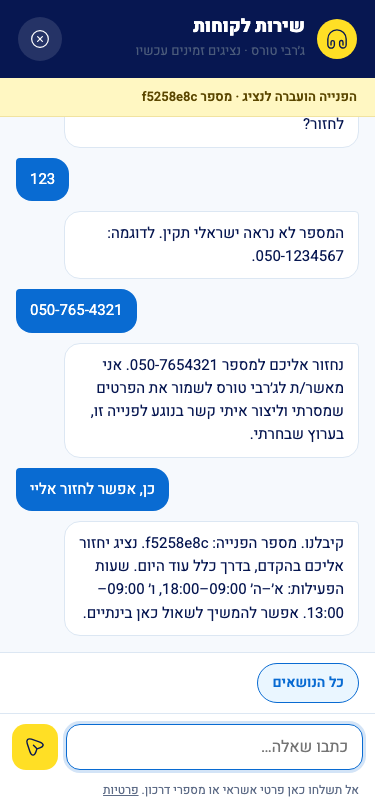 שירות לקוחות
ג׳רבי טורס · נציגים זמינים עכשיו
הפנייה הועברה לנציג · מספר f5258e8c
לחזור?
123
המספר לא נראה ישראלי תקין. לדוגמה:
050-1234567.
050-765-4321
נחזור אליכם למספר 050-7654321. אני
מאשר/ת לג׳רבי טורס לשמור את הפרטים
שמסרתי וליצור איתי קשר בנוגע לפנייה זו,
בערוץ שבחרתי.
כן, אפשר לחזור אליי
קיבלנו. מספר הפנייה: f5258e8c. נציג יחזור
אליכם בהקדם, בדרך כלל עוד היום. שעות
הפעילות: א׳–ה׳ 09:00–18:00, ו׳ 09:00–
13:00. אפשר להמשיך לשאול כאן בינתיים.
כל הנושאים
כתבו שאלה...
אל תשלחו כאן פרטי אשראי או מספרי דרכון. פרטיות